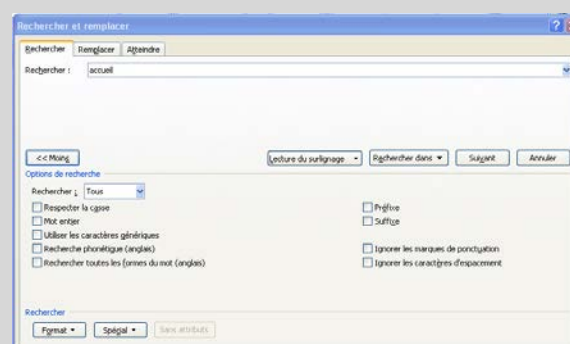 Rechercher et remplacer
Rechercher Remplacer Atteindre
Rechercher : accueil
<< Moins Lecture du surlignage Rechercher dans Suivant Annuler
Options de recherche
Rechercher : Tous
Respecter la casse Préfixe
Mot entier Suffixe
Utiliser les caractères génériques
Recherche phonétique (anglais) Ignorer les marques de ponctuation
Rechercher toutes les formes du mot (anglais) Ignorer les caractères d'espacement
Rechercher
Format Spécial Sans attributs